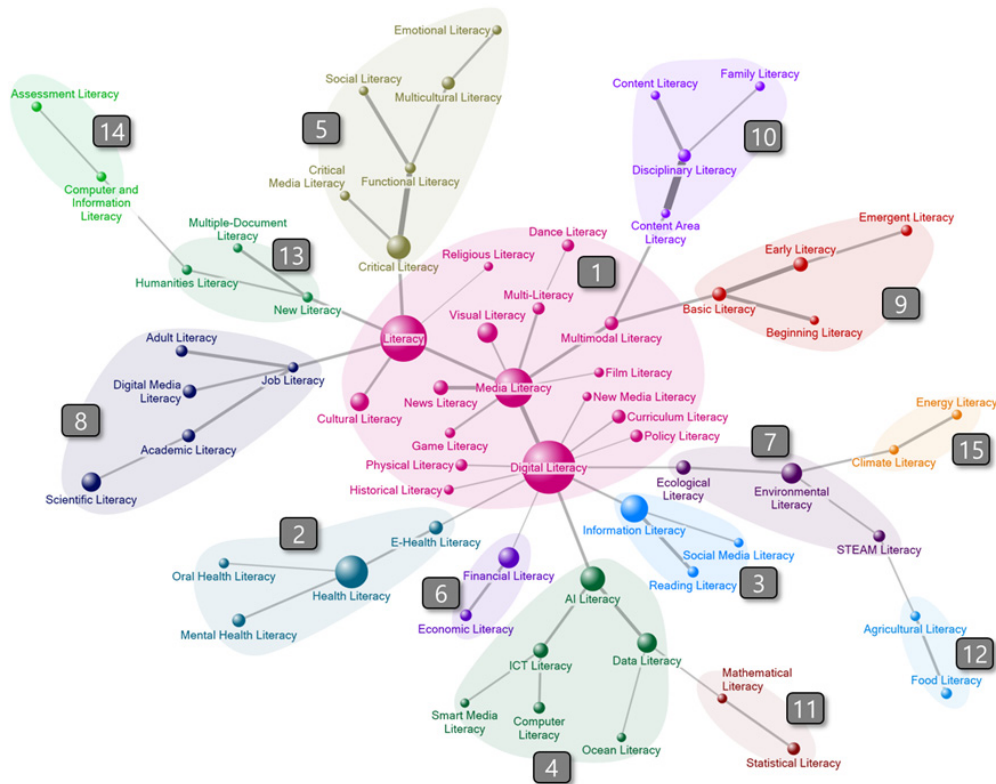 Emotional Literacy
Social Literacy
Multicultural Literacy
5
Critical
Media Literacy
Functional Literacy
Critical Literacy
Content Literacy
Family Literacy
10
Disciplinary Literacy
Content Area
Literacy
Assessment Literacy
14
Computer and
Information
Literacy
Multiple-Document
Literacy
13
Humanities Literacy
New Literacy
Dance Literacy
Religious Literacy
1
Multi-Literacy
Visual Literacy
Literacy
Multimodal Literacy
Media Literacy
Film Literacy
News Literacy
New Media Literacy
Cultural Literacy
Curriculum Literacy
Game Literacy
Policy Literacy
Physical Literacy
Digital Literacy
Historical Literacy
Emergent Literacy
Early Literacy
Basic Literacy
9
Beginning Literacy
Adult Literacy
Job Literacy
Digital Media
Literacy
8
Academic Literacy
Scientific Literacy
Energy Literacy
15
Climate Literacy
7
Ecological
Literacy
Environmental
Literacy
STEAM Literacy
2
E-Health Literacy
Oral Health Literacy
Health Literacy
Mental Health Literacy
Information Literacy
Social Media Literacy
Reading Literacy
3
Financial Literacy
6
Economic Literacy
AI Literacy
ICT Literacy
Data Literacy
Smart Media
Literacy
Computer
Literacy
Ocean Literacy
4
Mathematical
Literacy
11
Statistical Literacy
Agricultural Literacy
12
Food Literacy